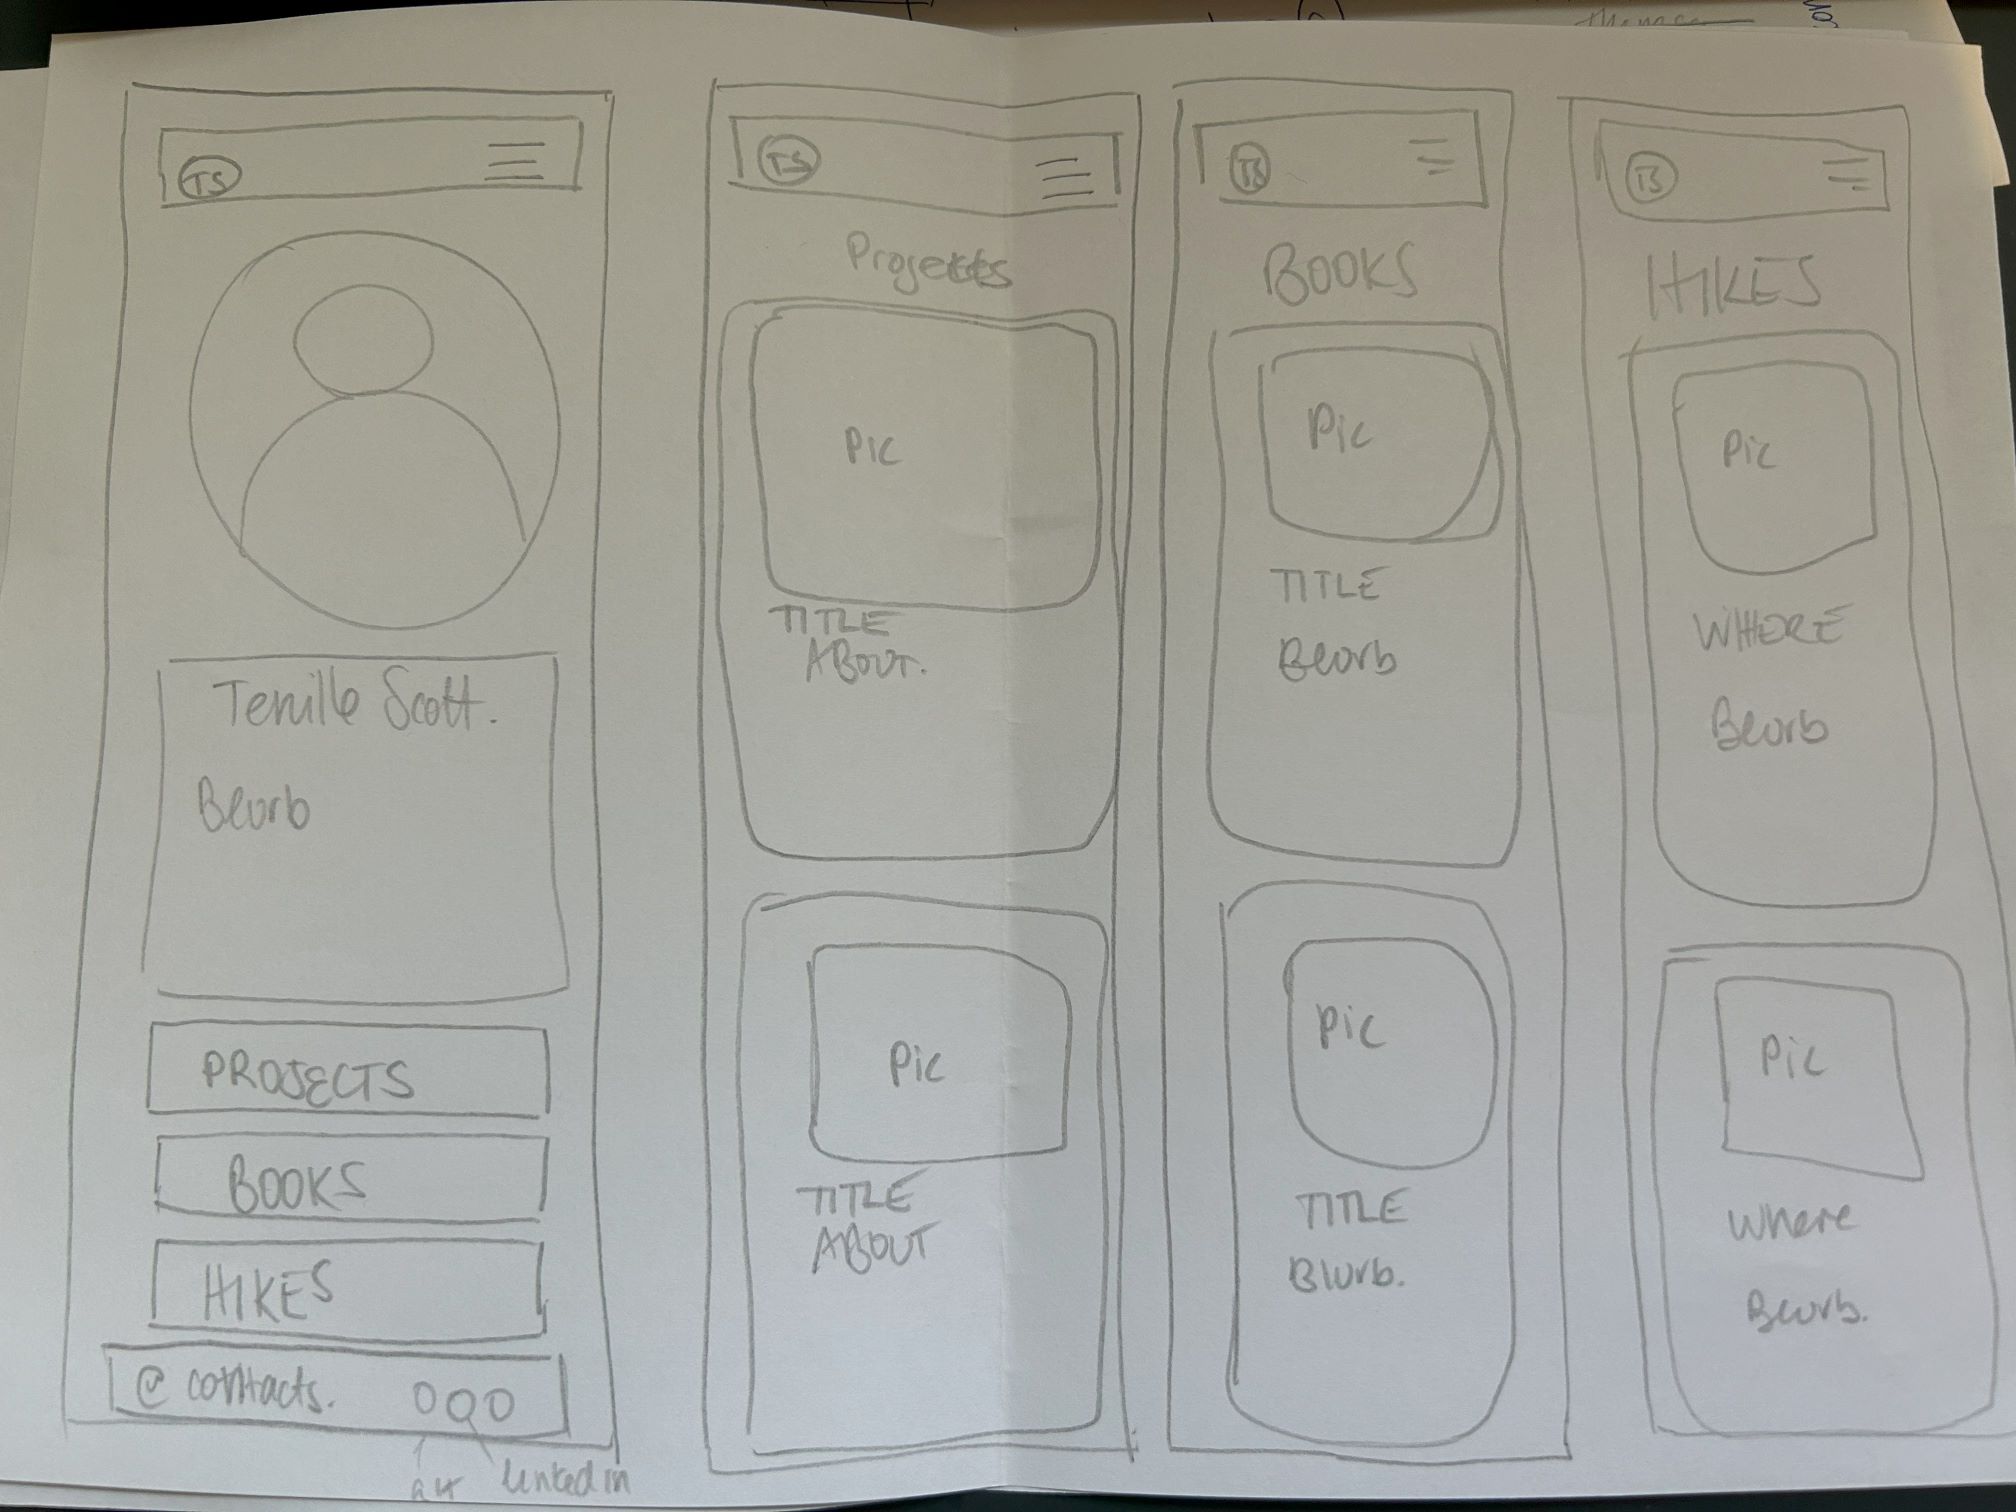 TS
Tenille Scott.
Blurb
PROJECTS
BOOKS
HIKES
@ contacts.
git
linkedin
TS
Projects
Pic
TITLE
ABOUT.
Pic
TITLE
ABOUT
TS
BOOKS
Pic
TITLE
Blurb
Pic
TITLE
Blurb.
TS
HIKES
Pic
WHERE
Blurb
Pic
Where
Blurb.